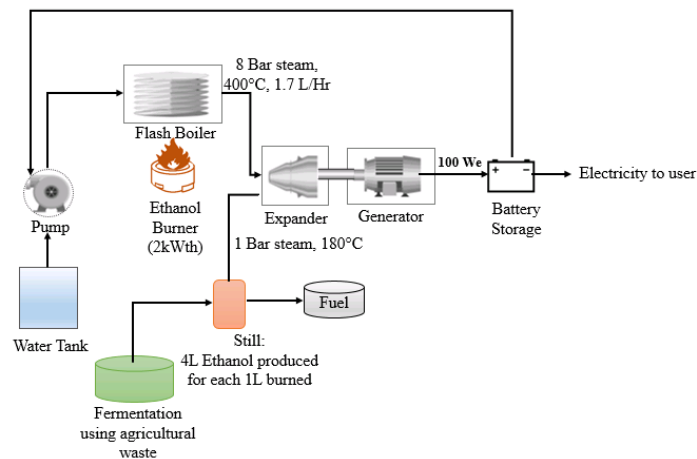 8 Bar steam,
400°C, 1.7 L/Hr
Flash Boiler
Ethanol
Burner
(2kWth)
Pump
Expander
Generator
100 We
+ −
Battery
Storage
Electricity to user
1 Bar steam, 180°C
Water Tank
Fuel
Still:
4L Ethanol produced
for each 1L burned
Fermentation
using agricultural
waste